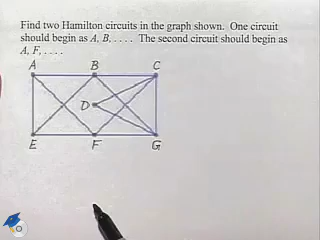 Find two Hamilton circuits in the graph shown. One circuit
should begin as A, B, . . . . The second circuit should begin as
A, F, . . . .
A B C
D
E F G